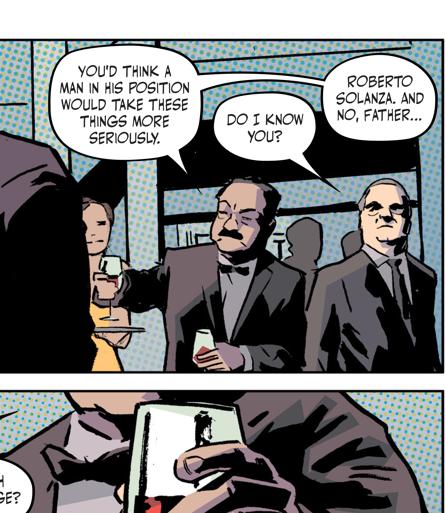 YOU'D THINK A
MAN IN HIS POSITION
WOULD TAKE THESE
THINGS MORE
SERIOUSLY.
DO I KNOW
YOU?
ROBERTO
SOLANZA. AND
NO, FATHER...